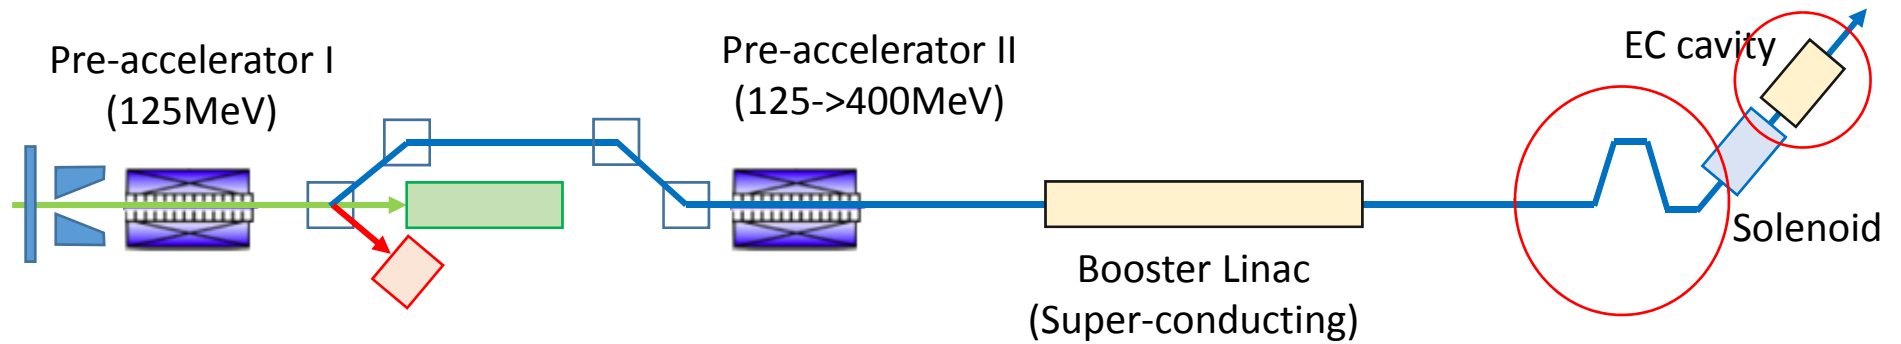 Pre-accelerator I
(125MeV)
Pre-accelerator II
(125->400MeV)
EC cavity
Solenoid
Booster Linac
(Super-conducting)